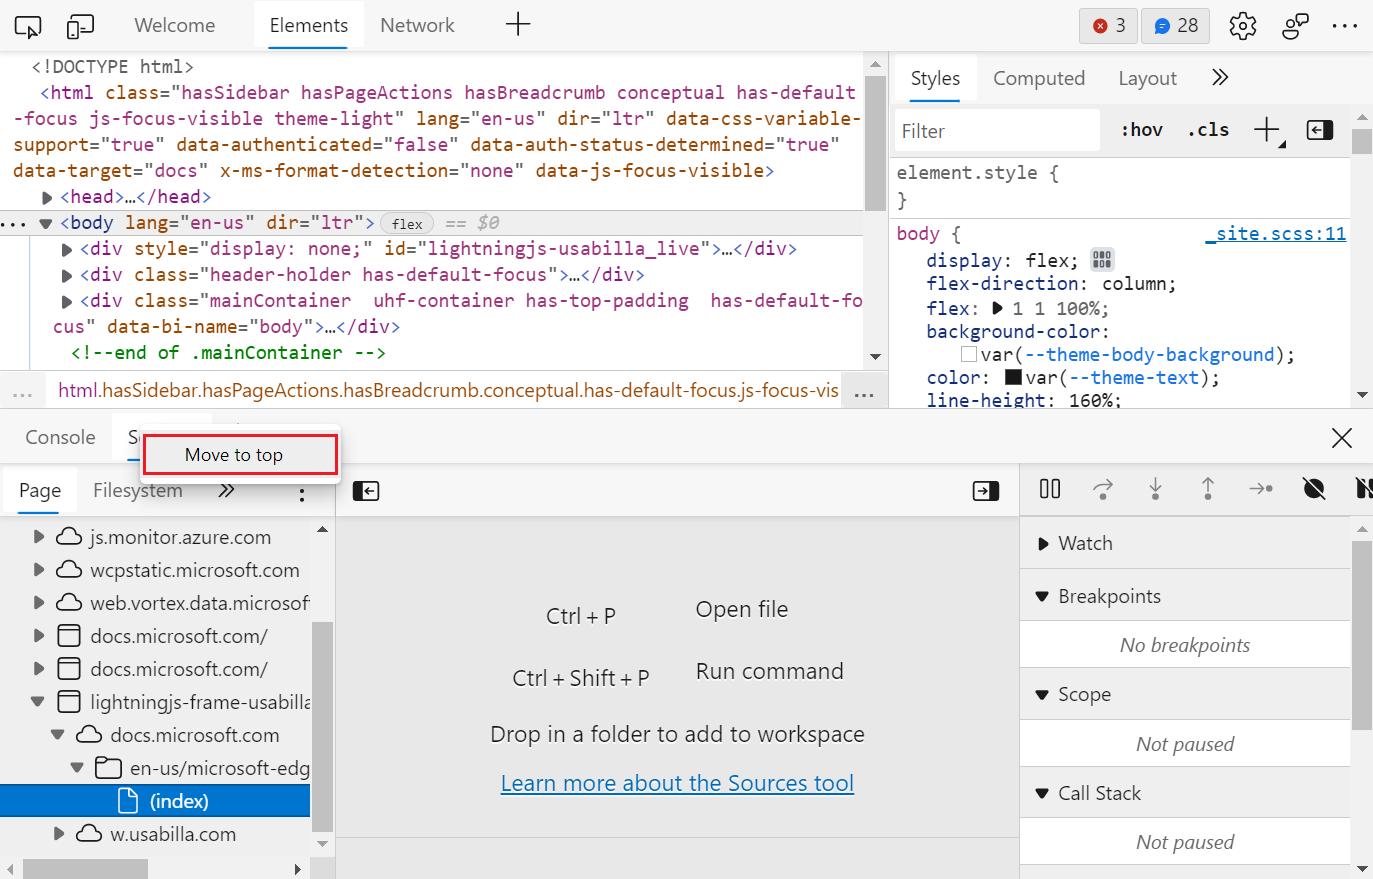 Welcome
Elements
Network
3
28
<!DOCTYPE html>
<html class="hasSidebar hasPageActions hasBreadcrumb conceptual has-default
-focus js-focus-visible theme-light" lang="en-us" dir="ltr" data-css-variable-
support="true" data-authenticated="false" data-auth-status-determined="true"
data-target="docs" x-ms-format-detection="none" data-js-focus-visible>
<head>…</head>
<body lang="en-us" dir="ltr"> flex == $0
<div style="display: none;" id="lightningjs-usabilla_live">…</div>
<div class="header-holder has-default-focus">…</div>
<div class="mainContainer  uhf-container has-top-padding  has-default-fo
cus" data-bi-name="body">…</div>
<!--end of .mainContainer -->
... html.hasSidebar.hasPageActions.hasBreadcrumb.conceptual.has-default-focus.js-focus-vis ...
Styles
Computed
Layout
Filter
:hov
.cls
element.style {
}
body {
_site.scss:11
display: flex;
flex-direction: column;
flex: 1 1 100%;
background-color:
var(--theme-body-background);
color: var(--theme-text);
line-height: 160%;
Console
Move to top
Page
Filesystem
js.monitor.azure.com
wcpstatic.microsoft.com
web.vortex.data.microsoft
docs.microsoft.com/
docs.microsoft.com/
lightningjs-frame-usabilla
docs.microsoft.com
en-us/microsoft-edg
(index)
w.usabilla.com
Ctrl + P
Open file
Ctrl + Shift + P
Run command
Drop in a folder to add to workspace
Learn more about the Sources tool
Watch
Breakpoints
No breakpoints
Scope
Not paused
Call Stack
Not paused